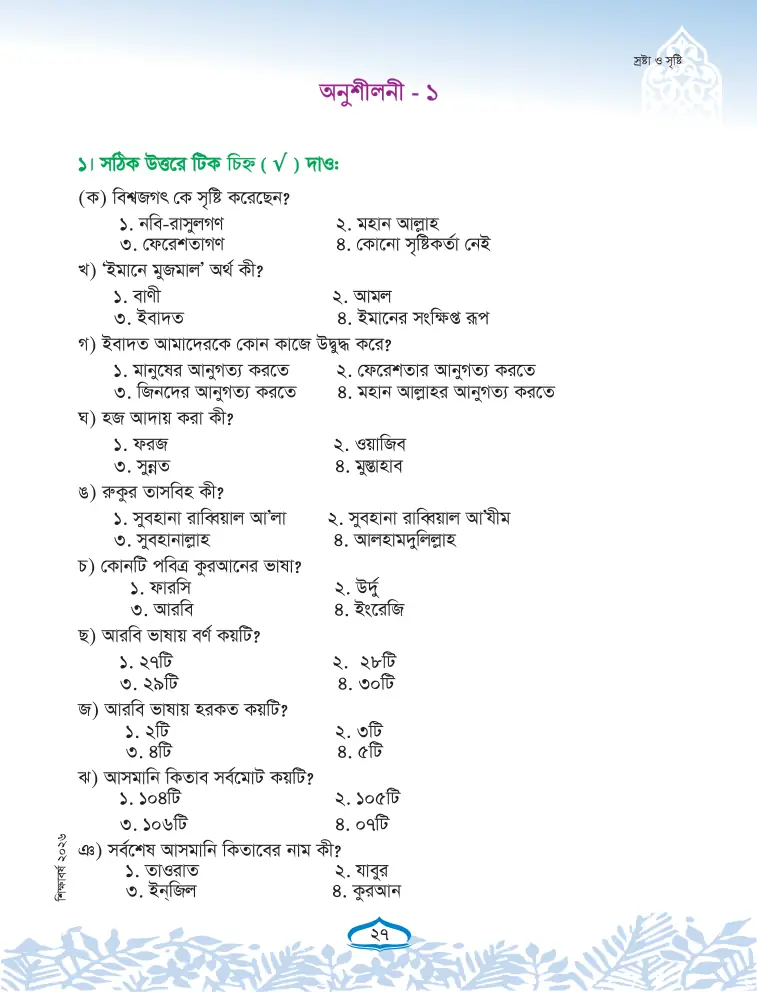 স্রষ্টা ও সৃষ্টি
অনুশীলনী - ১
১। সঠিক উত্তরে টিক চিহ্ন ( √ ) দাও:
(ক) বিশ্বজগৎ কে সৃষ্টি করেছেন?
১. নবি-রাসুলগণ ২. মহান আল্লাহ
৩. ফেরেশতাগণ ৪. কোনো সৃষ্টিকর্তা নেই
খ) ‘ইমানে মুজমাল’ অর্থ কী?
১. বাণী ২. আমল
৩. ইবাদত ৪. ইমানের সংক্ষিপ্ত রূপ
গ) ইবাদত আমাদেরকে কোন কাজে উদ্বুদ্ধ করে?
১. মানুষের আনুগত্য করতে ২. ফেরেশতার আনুগত্য করতে
৩. জিনদের আনুগত্য করতে ৪. মহান আল্লাহর আনুগত্য করতে
ঘ) হজ আদায় করা কী?
১. ফরজ ২. ওয়াজিব
৩. সুন্নত ৪. মুস্তাহাব
ঙ) রুকুর তাসবিহ কী?
১. সুবহানা রাব্বিয়াল আ'লা ২. সুবহানা রাব্বিয়াল আ'যীম
৩. সুবহানাল্লাহ ৪. আলহামদুলিল্লাহ
চ) কোনটি পবিত্র কুরআনের ভাষা?
১. ফারসি ২. উর্দু
৩. আরবি ৪. ইংরেজি
ছ) আরবি ভাষায় বর্ণ কয়টি?
১. ২৭টি ২. ২৮টি
৩. ২৯টি ৪. ৩০টি
জ) আরবি ভাষায় হরকত কয়টি?
১. ২টি ২. ৩টি
৩. ৪টি ৪. ৫টি
ঝ) আসমানি কিতাব সর্বমোট কয়টি?
১. ১০৪টি ২. ১০৫টি
৩. ১০৬টি ৪. ০৭টি
ঞ) সর্বশেষ আসমানি কিতাবের নাম কী?
১. তাওরাত ২. যাবুর
৩. ইন্‌জিল ৪. কুরআন
শিক্ষাবর্ষ ২০২৬
২৭